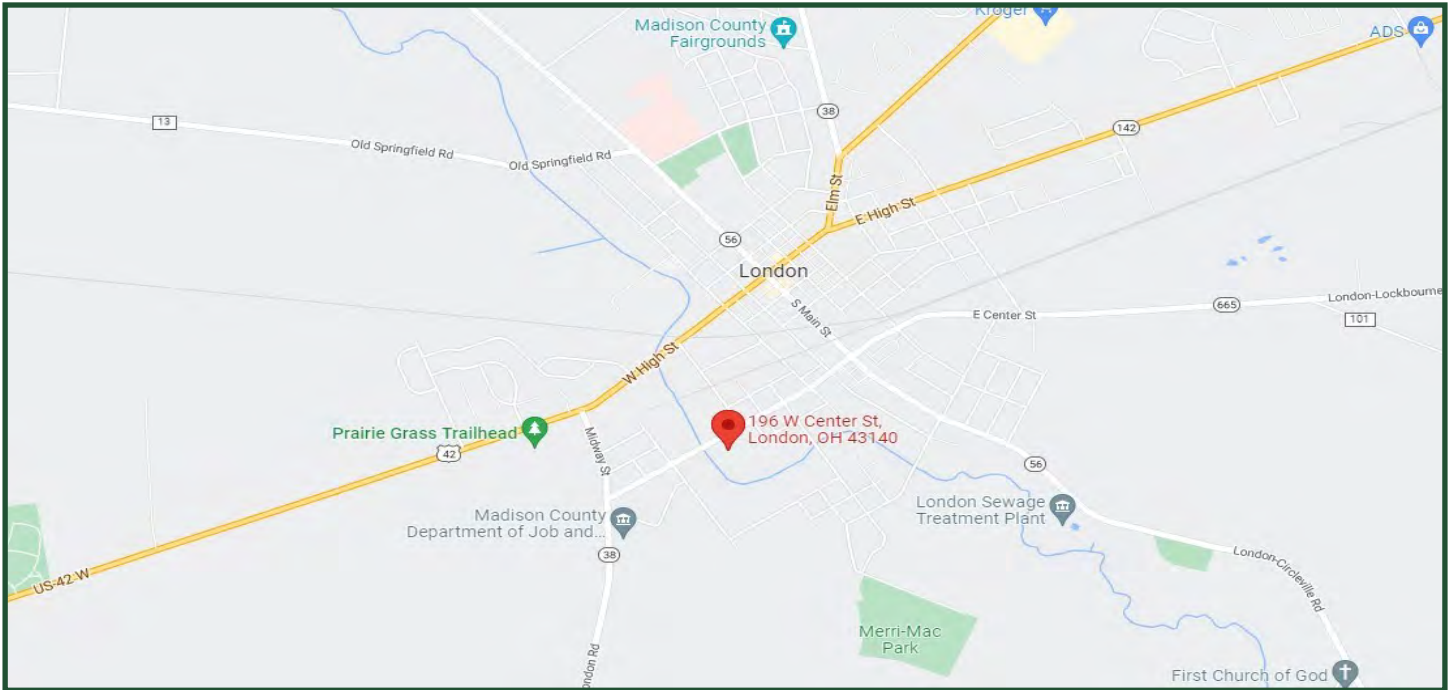 Kroger
Madison County
Fairgrounds
ADS
38
13
142
Old Springfield Rd
Old Springfield Rd
Elm St
E High St
56
London
S Main St
665
London-Lockbourne
101
E Center St
W High St
196 W Center St,
London, OH 43140
Prairie Grass Trailhead
42
Midway St
56
Madison County
Department of Job and...
London Sewage
Treatment Plant
38
US-42 W
London-Circleville Rd
Merri-Mac
Park
ondon Rd
First Church of God